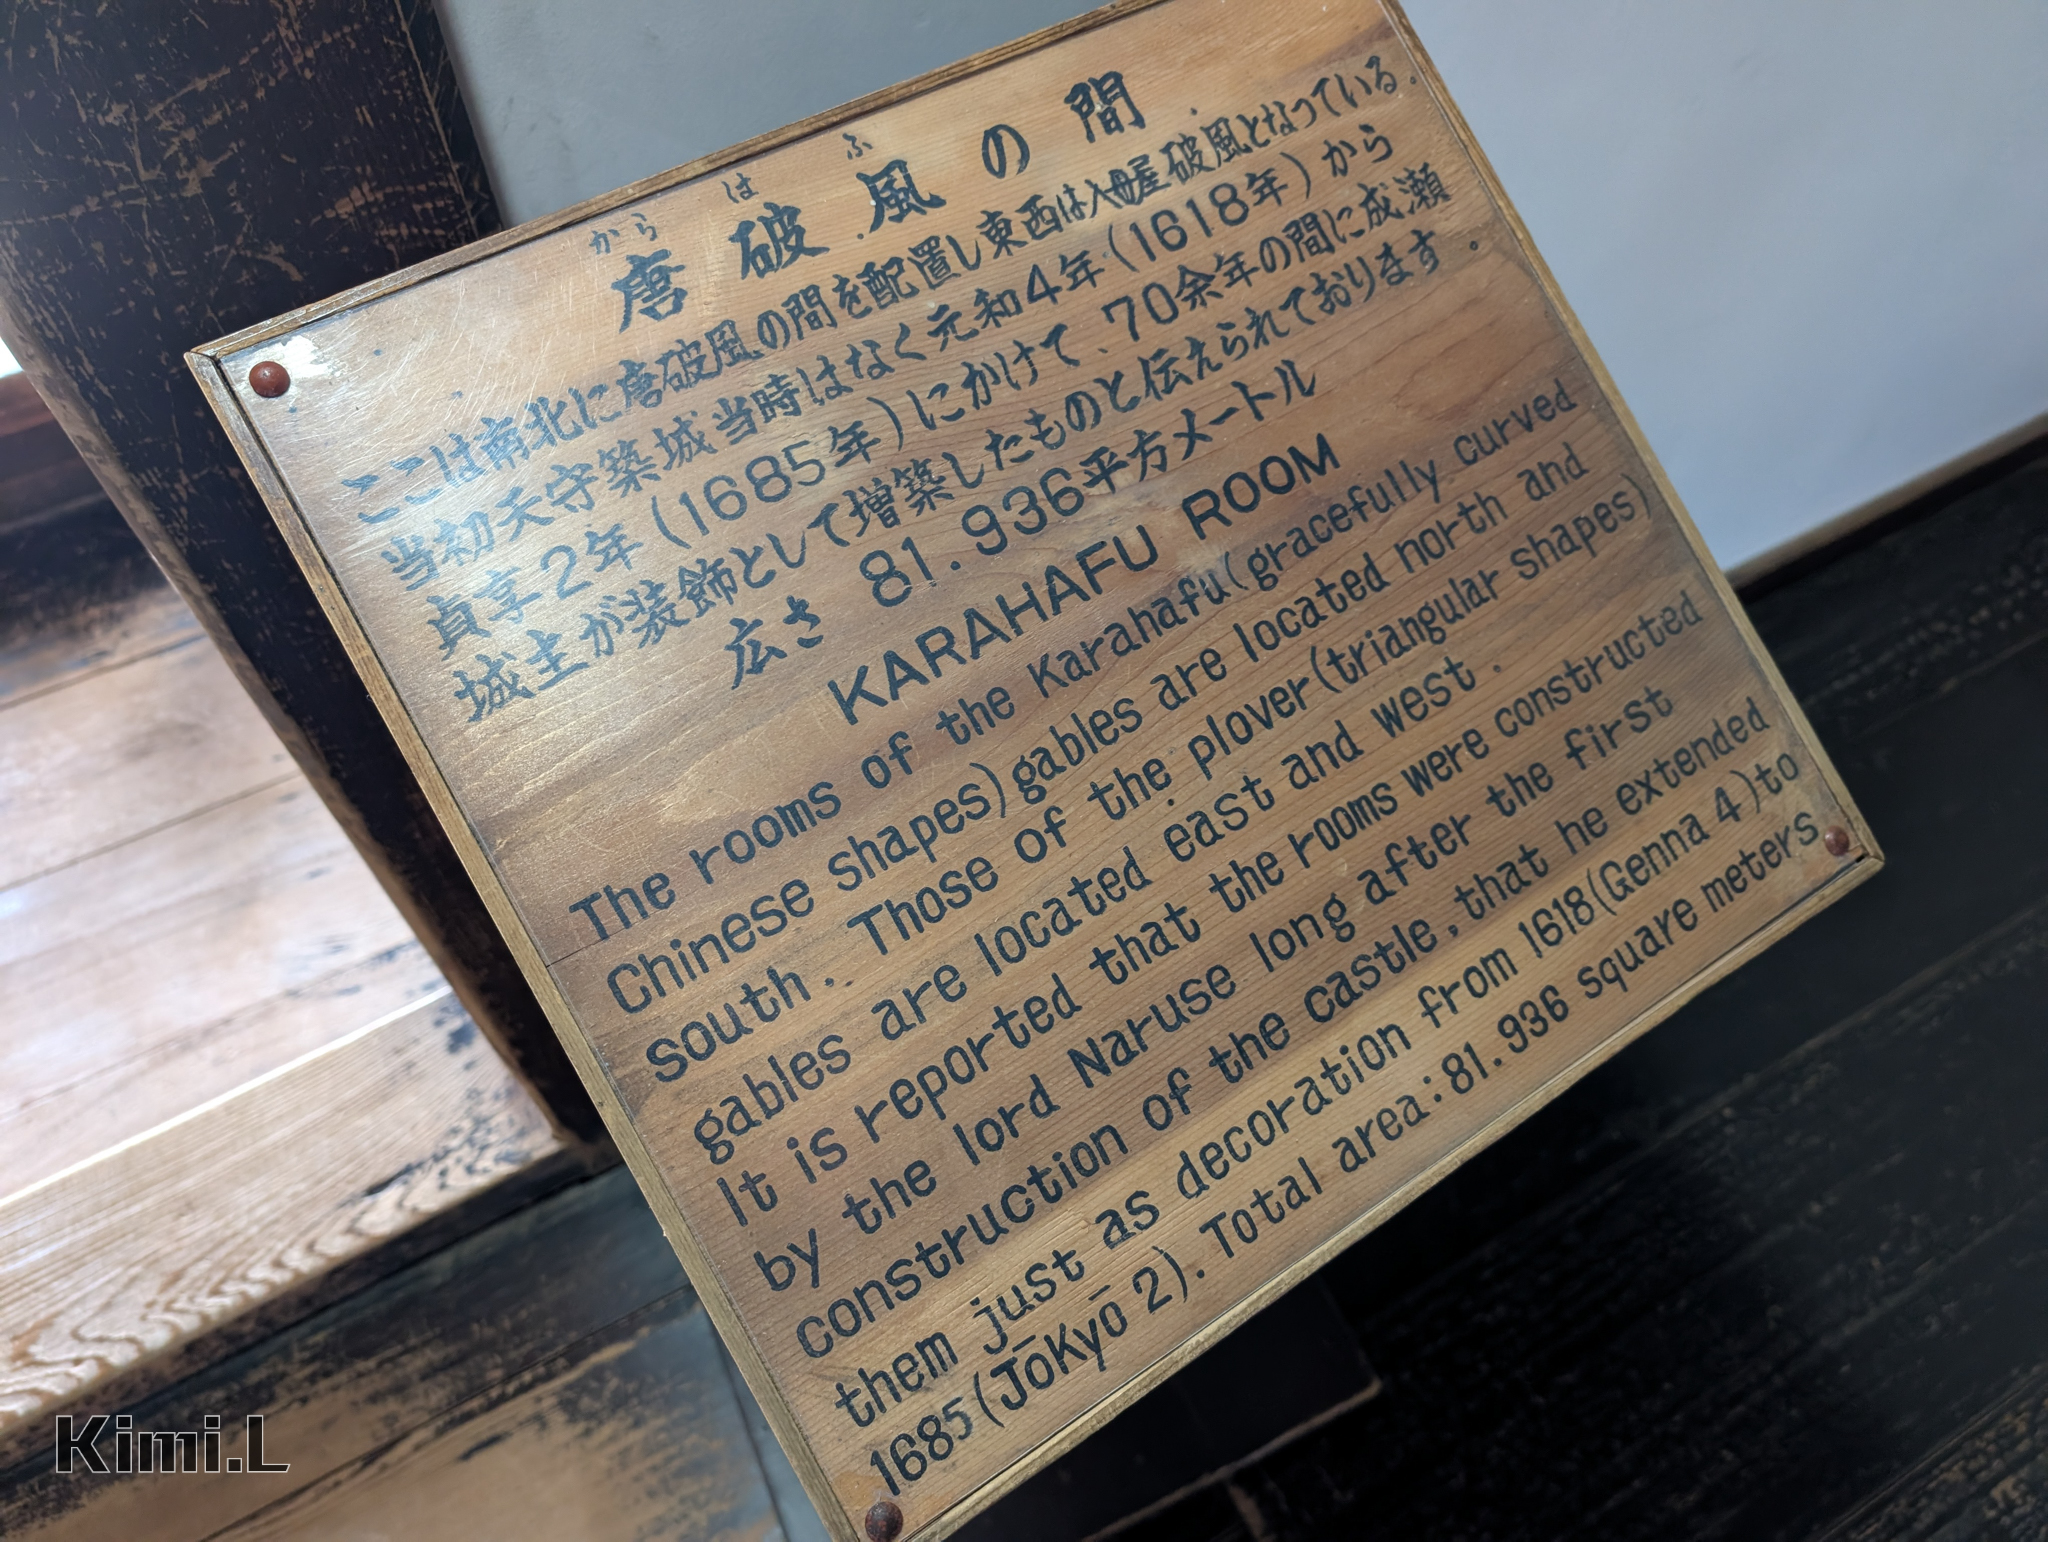 から は ふ
唐破風の間
ここは南北に唐破風の間を配置し東西は入母屋破風となっている.
当初天守築城当時はなく元和4年(1618年)から
貞享2年(1685年)にかけて、70余年の間に成瀬
城主が装飾として増築したものと伝えられております.
広さ 81.936平方メートル
KARAHAFU ROOM
The rooms of the Karahafu(gracefully curved
Chinese shapes)gables are located north and
south. Those of the plover(triangular shapes)
gables are located east and west.
It is reported that the rooms were constructed
by the lord Naruse long after the first
construction of the castle, that he extended
them just as decoration from 1618(Genna 4)to
1685(Jōkyō 2). Total area:81.936 square meters
Kimi.L